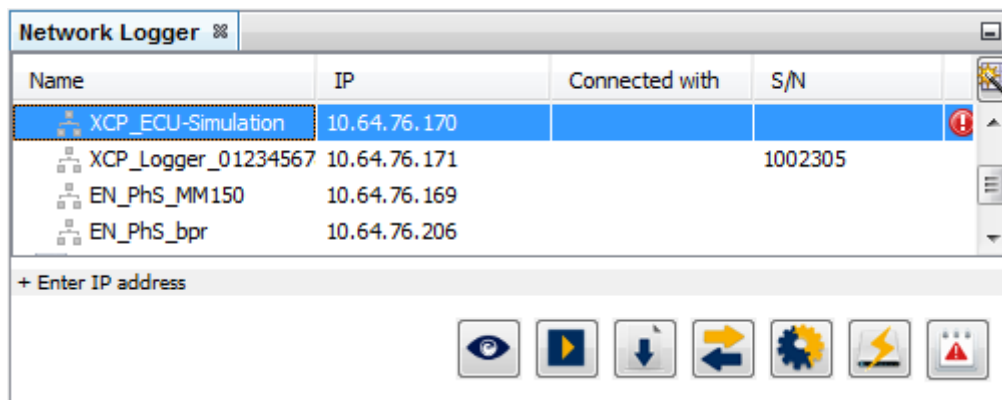 Network Logger
Name IP Connected with S/N
XCP_ECU-Simulation 10.64.76.170
XCP_Logger_01234567 10.64.76.171 1002305
EN_PhS_MM150 10.64.76.169
EN_PhS_bpr 10.64.76.206
+ Enter IP address